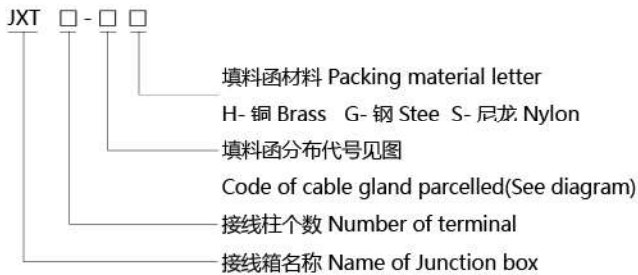 JXT □ - □ □
填料函材料 Packing material letter
H- 铜 Brass G- 钢 Stee S- 尼龙 Nylon
填料函分布代号见图
Code of cable gland parcelled(See diagram)
接线柱个数 Number of terminal
接线箱名称 Name of Junction box